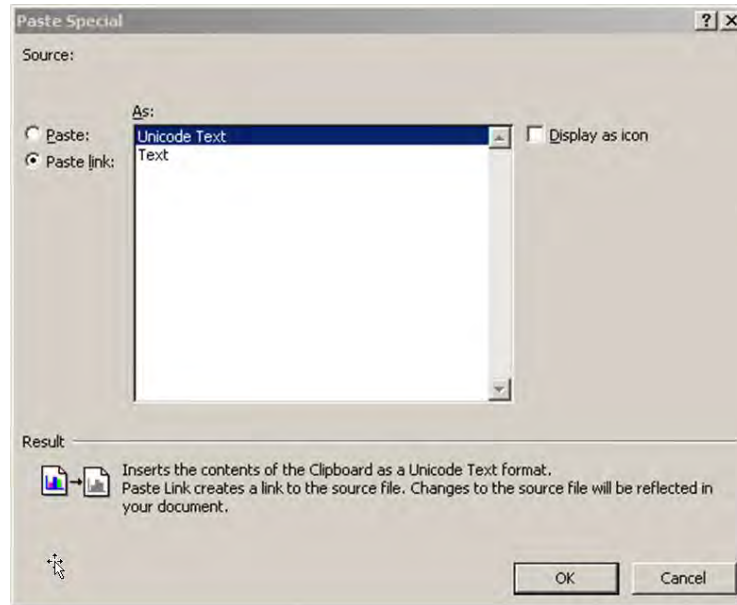 Paste Special
Source:
As:
Paste:
Paste link:
Unicode Text
Text
Display as icon
Result
Inserts the contents of the Clipboard as a Unicode Text format.
Paste Link creates a link to the source file. Changes to the source file will be reflected in
your document.
OK
Cancel